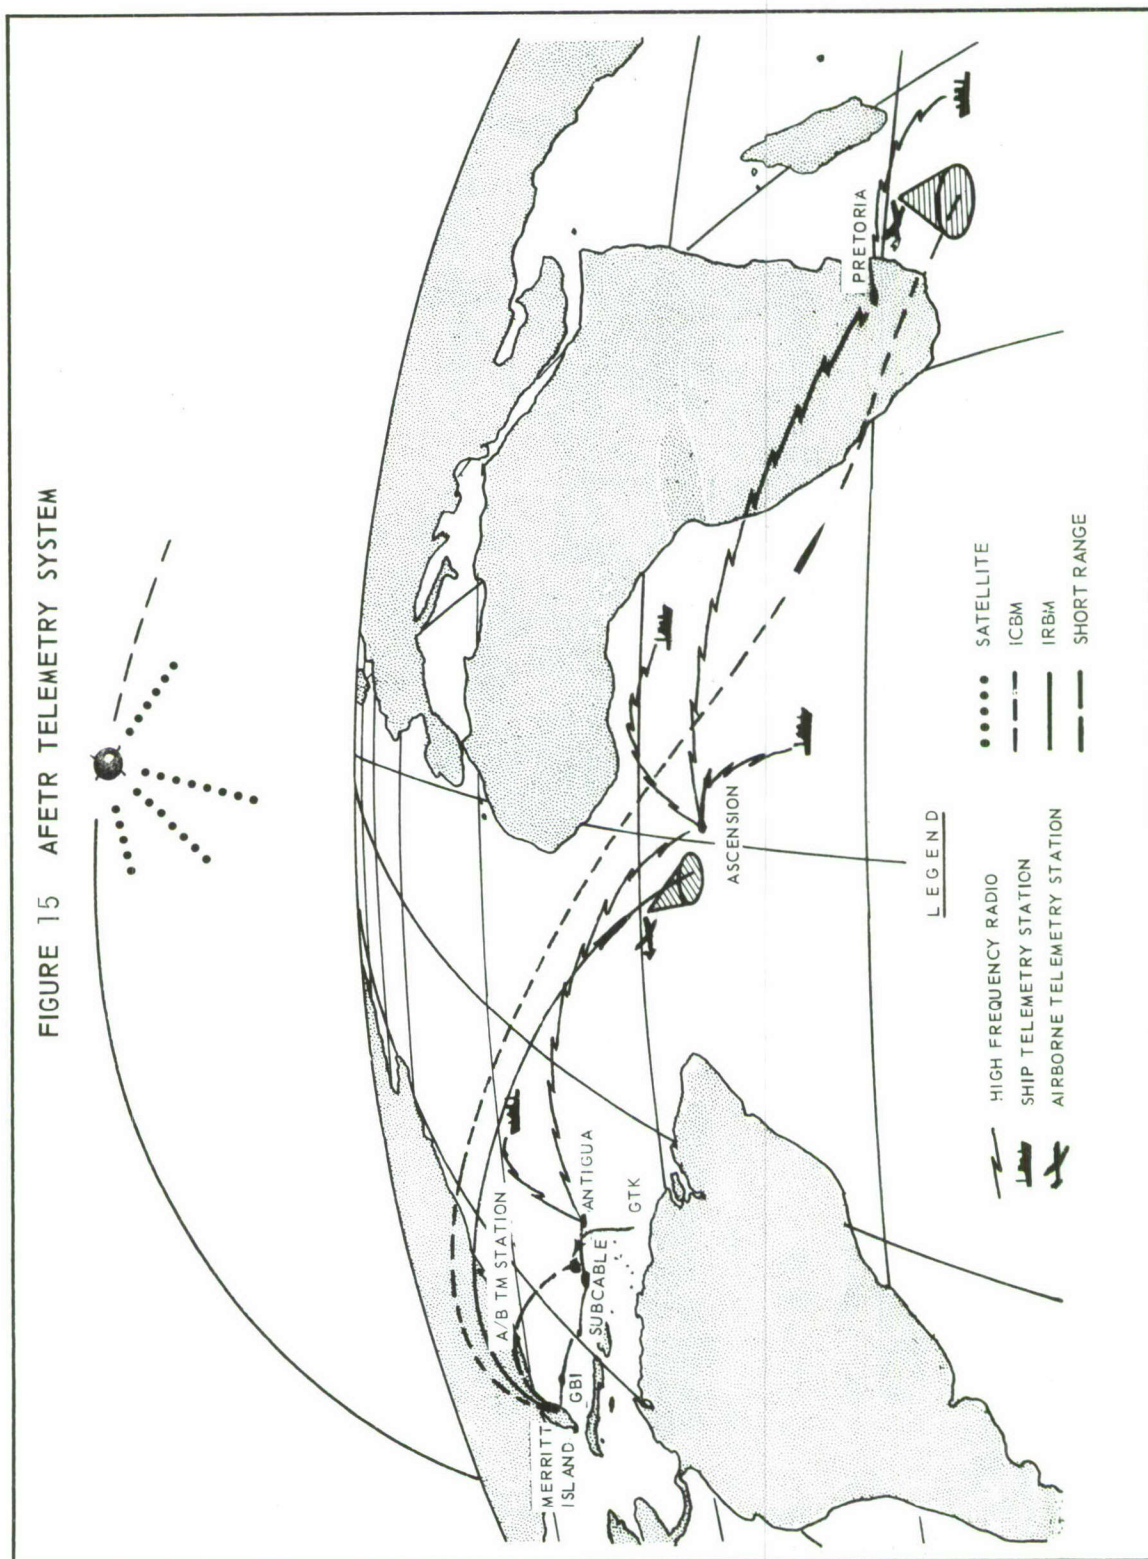 FIGURE 15 AFETR TELEMETRY SYSTEM
MERRITT
ISLAND
GBI
A/B TM STATION
SUBCABLE
ANTIGUA
GTK
ASCENSION
PRETORIA
LEGEND
HIGH FREQUENCY RADIO
SHIP TELEMETRY STATION
AIRBORNE TELEMETRY STATION
SATELLITE
ICBM
IRBM
SHORT RANGE